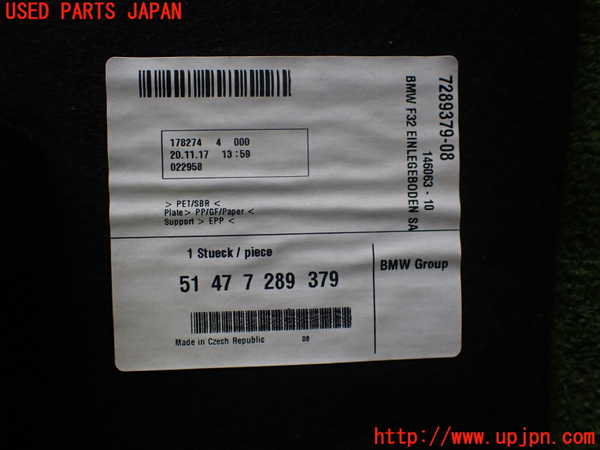 USED PARTS JAPAN
178274 4 000
20.11.17 13:59
022958
> PET/SBR <
Plate> PP/GF/Paper <
Support > EPP <
7289379-08
146063 - 10
BMW F32 EINLEGEBODEN SA
1 Stueck / piece
51 47 7 289 379
Made in Czech Republic 08
BMW Group
http://www.upjpn.com/